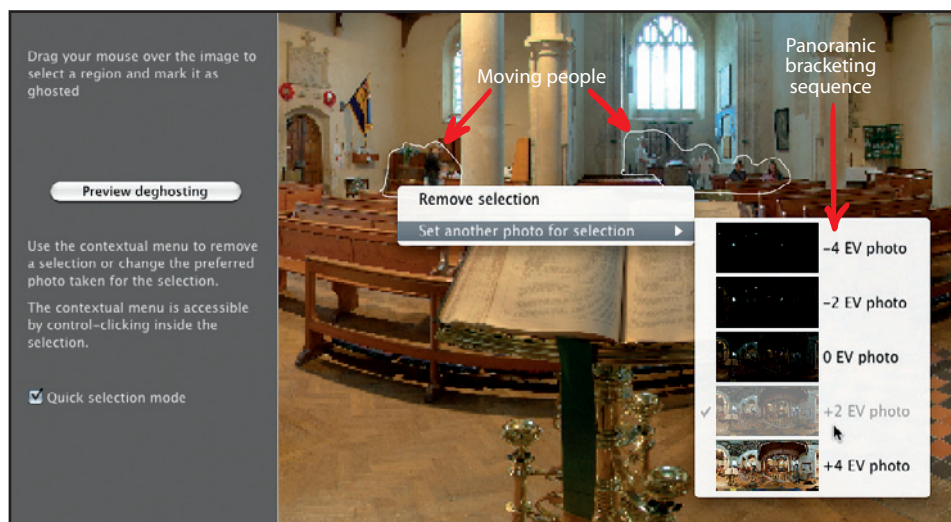 Drag your mouse over the image to
select a region and mark it as
ghosted
Preview deghosting
Use the contextual menu to remove
a selection or change the preferred
photo taken for the selection.
The contextual menu is accessible
by control-clicking inside the
selection.
Quick selection mode
Moving people
Panoramic
bracketing
sequence
Remove selection
Set another photo for selection
-4 EV photo
-2 EV photo
0 EV photo
+2 EV photo
+4 EV photo